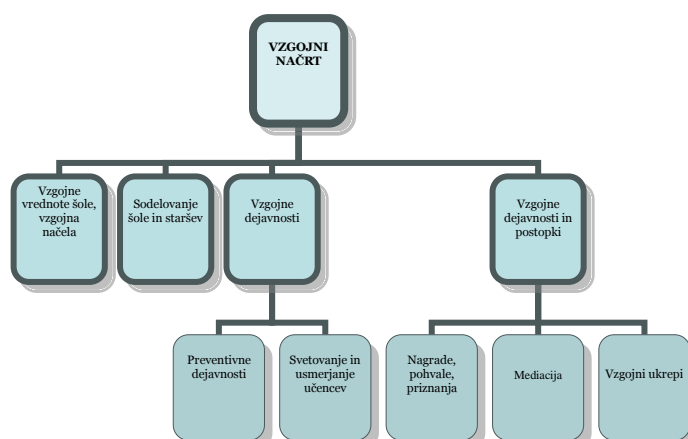 VZGOJNI
NAČRT
Vzgojne
vrednote šole,
vzgojna
načela
Sodelovanje
šole in staršev
Vzgojne
dejavnosti
Vzgojne
dejavnosti in
postopki
Preventivne
dejavnosti
Svetovanje in
usmerjanje
učencev
Nagrade,
pohvale,
priznanja
Mediacija
Vzgojni ukrepi